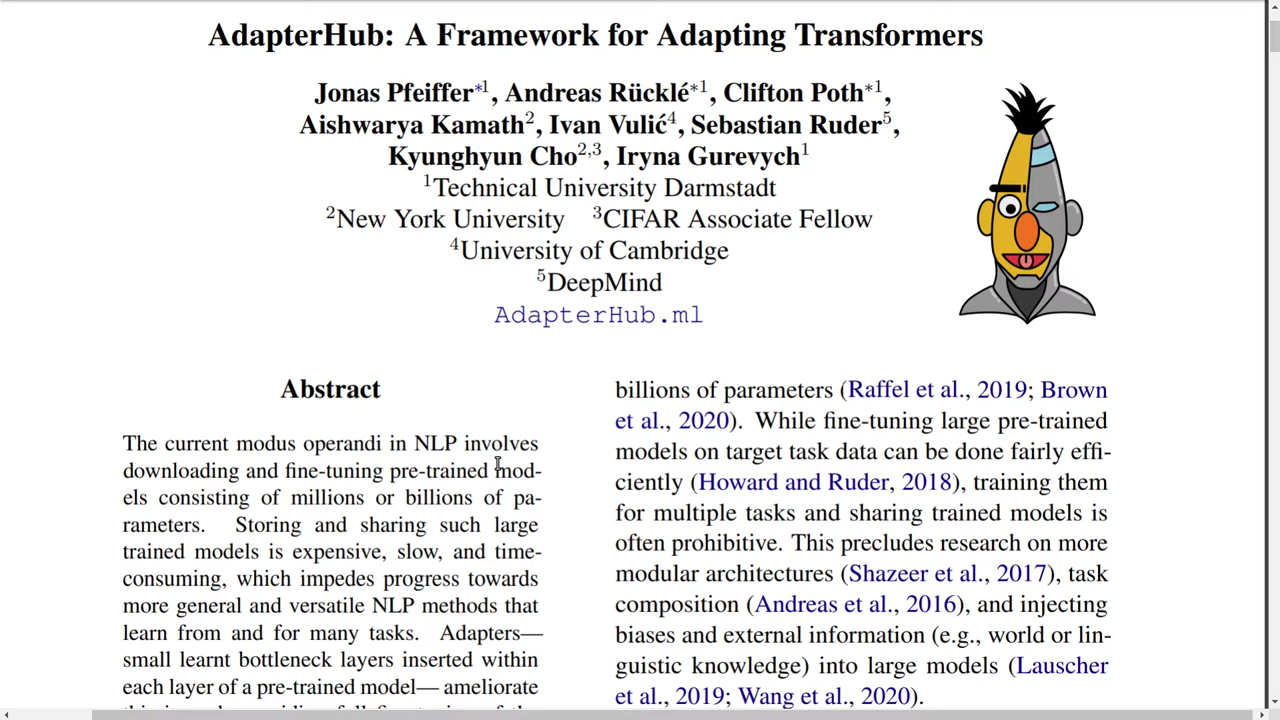 AdapterHub: A Framework for Adapting Transformers
Jonas Pfeiffer*1, Andreas Rücklé*1, Clifton Poth*1,
Aishwarya Kamath2, Ivan Vulić4, Sebastian Ruder5,
Kyunghyun Cho2,3, Iryna Gurevych1
1Technical University Darmstadt
2New York University 3CIFAR Associate Fellow
4University of Cambridge
5DeepMind
AdapterHub.ml
Abstract
The current modus operandi in NLP involves
downloading and fine-tuning pre-trained mod-
els consisting of millions or billions of pa-
rameters. Storing and sharing such large
trained models is expensive, slow, and time-
consuming, which impedes progress towards
more general and versatile NLP methods that
learn from and for many tasks. Adapters—
small learnt bottleneck layers inserted within
each layer of a pre-trained model— ameliorate
billions of parameters (Raffel et al., 2019; Brown
et al., 2020). While fine-tuning large pre-trained
models on target task data can be done fairly effi-
ciently (Howard and Ruder, 2018), training them
for multiple tasks and sharing trained models is
often prohibitive. This precludes research on more
modular architectures (Shazeer et al., 2017), task
composition (Andreas et al., 2016), and injecting
biases and external information (e.g., world or lin-
guistic knowledge) into large models (Lauscher
et al., 2019; Wang et al., 2020).